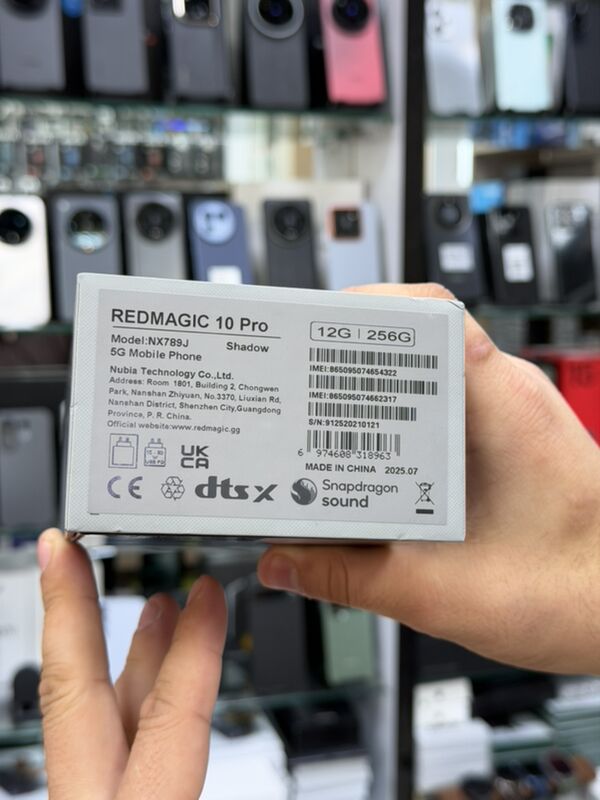 REDMAGIC 10 Pro
Model:NX789J Shadow
5G Mobile Phone
Nubia Technology Co.,Ltd.
Address: Room 1801, Building 2, Chongwen
Park, Nanshan Zhiyuan, No.3370, Liuxian Rd,
Nanshan District, Shenzhen City,Guangdong
Province, P. R. China.
Official website:www.redmagic.gg
UK
CA
CE
dts X
12G | 256G
IMEI:865095074654322
IMEI:865095074662317
S/N:912520210121
6 974608 318963
MADE IN CHINA 2025.07
Snapdragon
sound